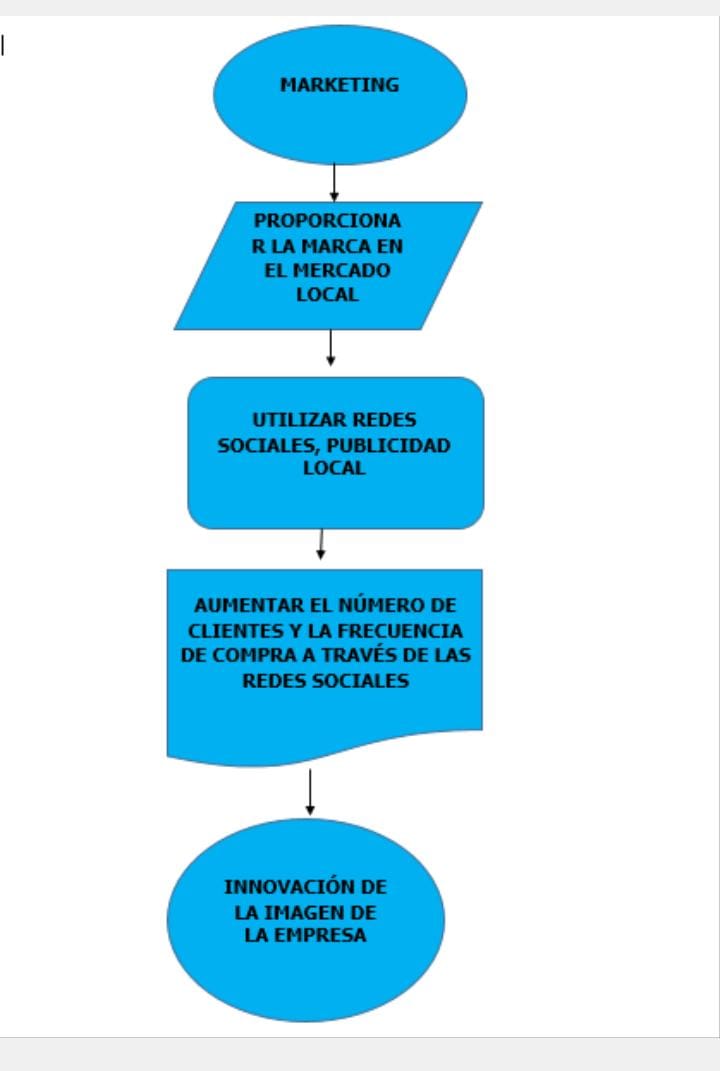 MARKETING
PROPORCIONA
R LA MARCA EN
EL MERCADO
LOCAL
UTILIZAR REDES
SOCIALES, PUBLICIDAD
LOCAL
AUMENTAR EL NÚMERO DE
CLIENTES Y LA FRECUENCIA
DE COMPRA A TRAVÉS DE LAS
REDES SOCIALES
INNOVACIÓN DE
LA IMAGEN DE
LA EMPRESA